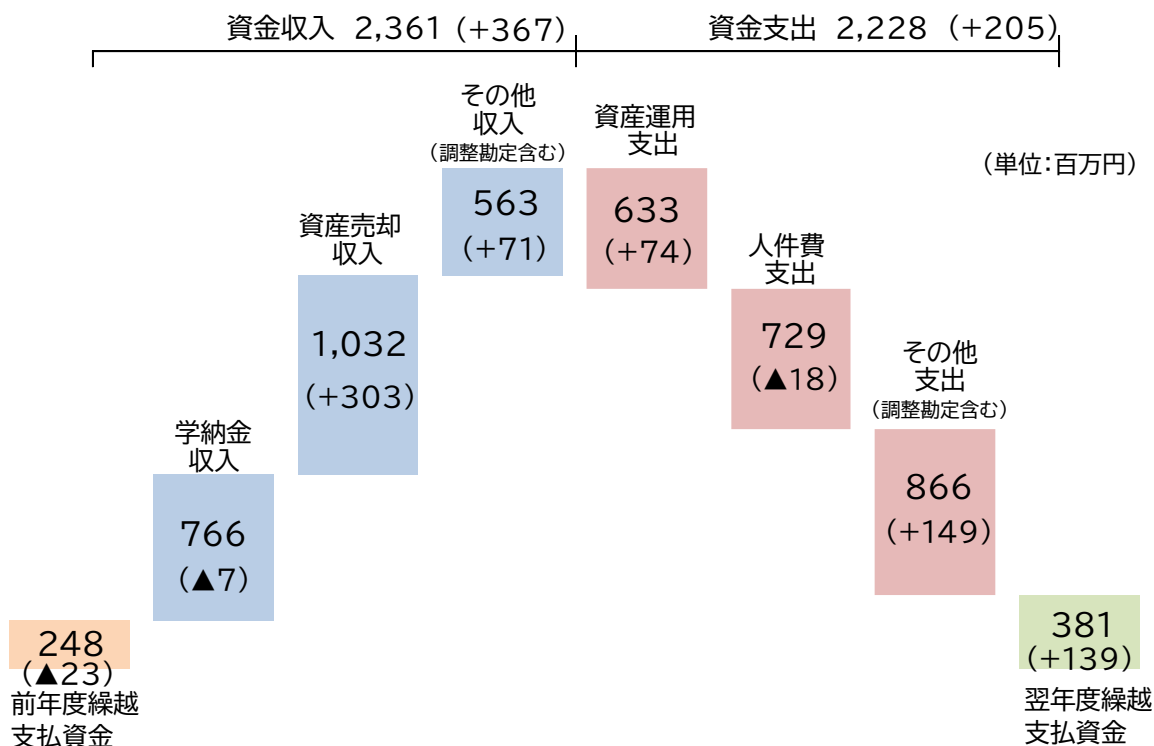 資金収入 2,361 (+367)
資金支出 2,228 (+205)
(単位:百万円)
その他
収入
(調整勘定含む)
563
(+71)
資産運用
支出
633
(+74)
資産売却
収入
1,032
(+303)
人件費
支出
729
(▲18)
その他
支出
(調整勘定含む)
866
(+149)
学納金
収入
766
(▲7)
248
(▲23)
前年度繰越
支払資金
381
(+139)
翌年度繰越
支払資金